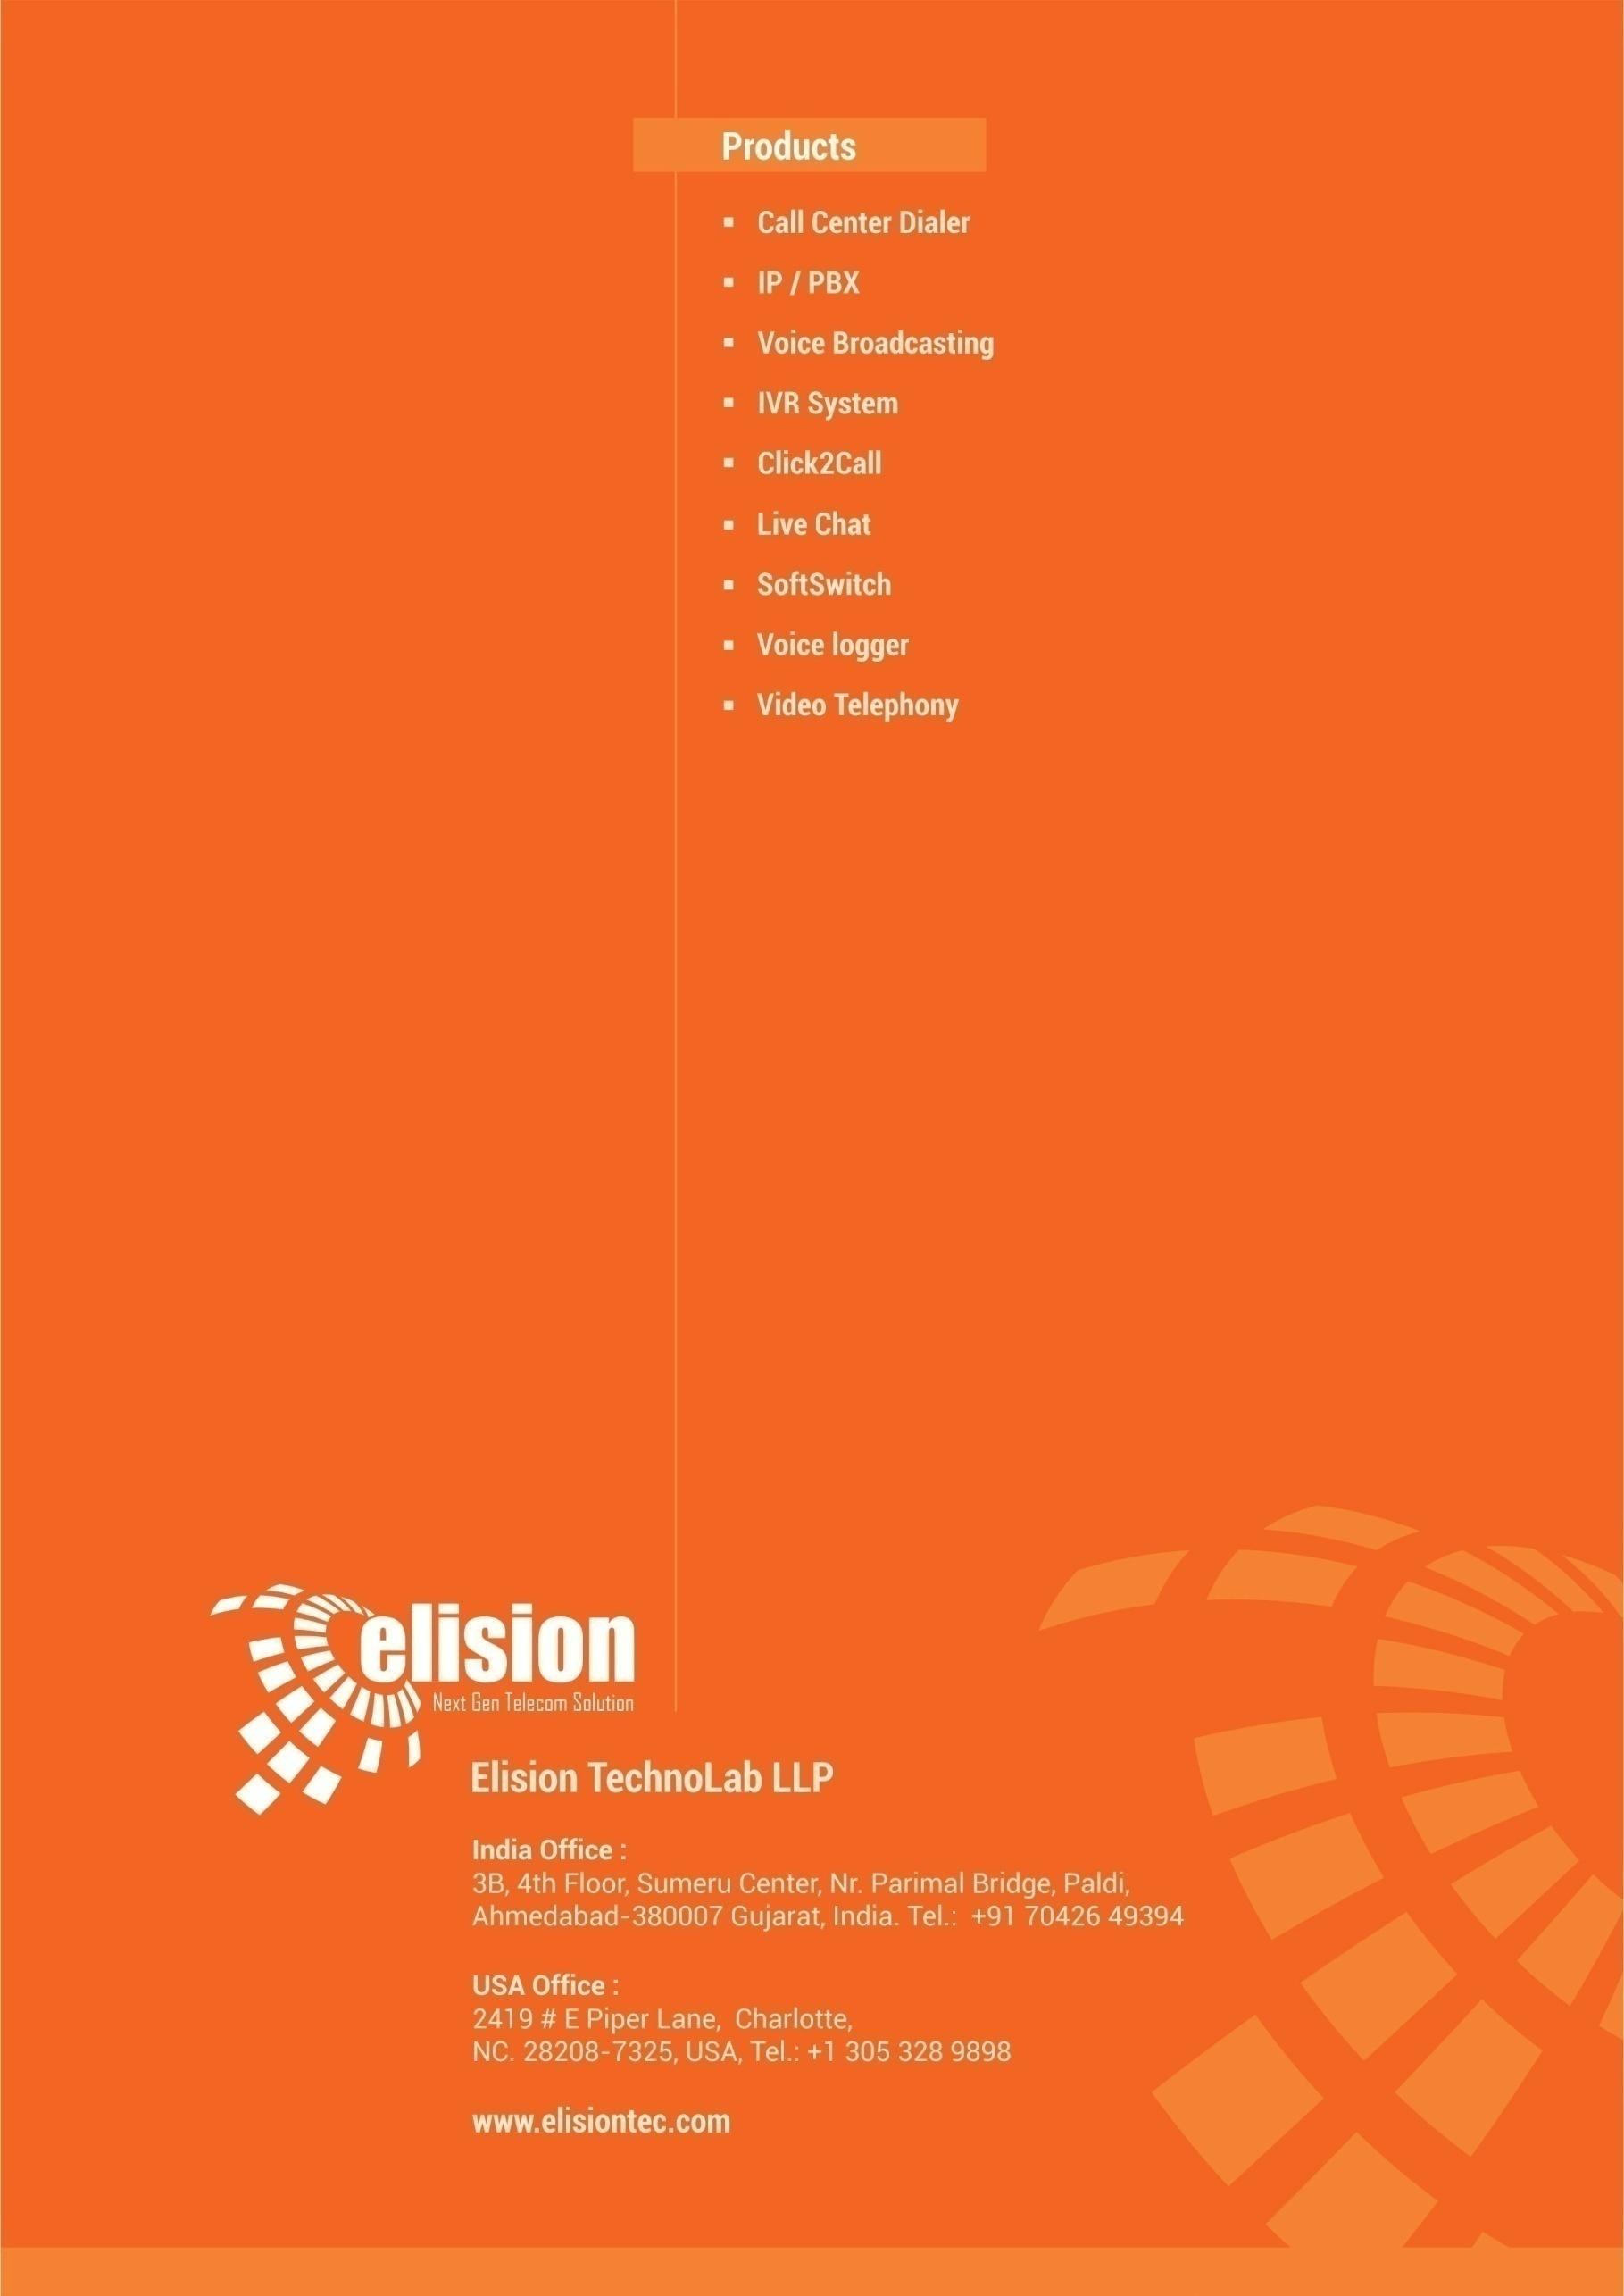 Products
▪ Call Center Dialer
▪ IP / PBX
▪ Voice Broadcasting
▪ IVR System
▪ Click2Call
▪ Live Chat
▪ SoftSwitch
▪ Voice logger
▪ Video Telephony
elision
Next Gen Telecom Solution
Elision TechnoLab LLP
India Office :
3B, 4th Floor, Sumeru Center, Nr. Parimal Bridge, Paldi,
Ahmedabad-380007 Gujarat, India. Tel.: +91 70426 49394
USA Office :
2419 # E Piper Lane, Charlotte,
NC. 28208-7325, USA, Tel.: +1 305 328 9898
www.elisiontec.com